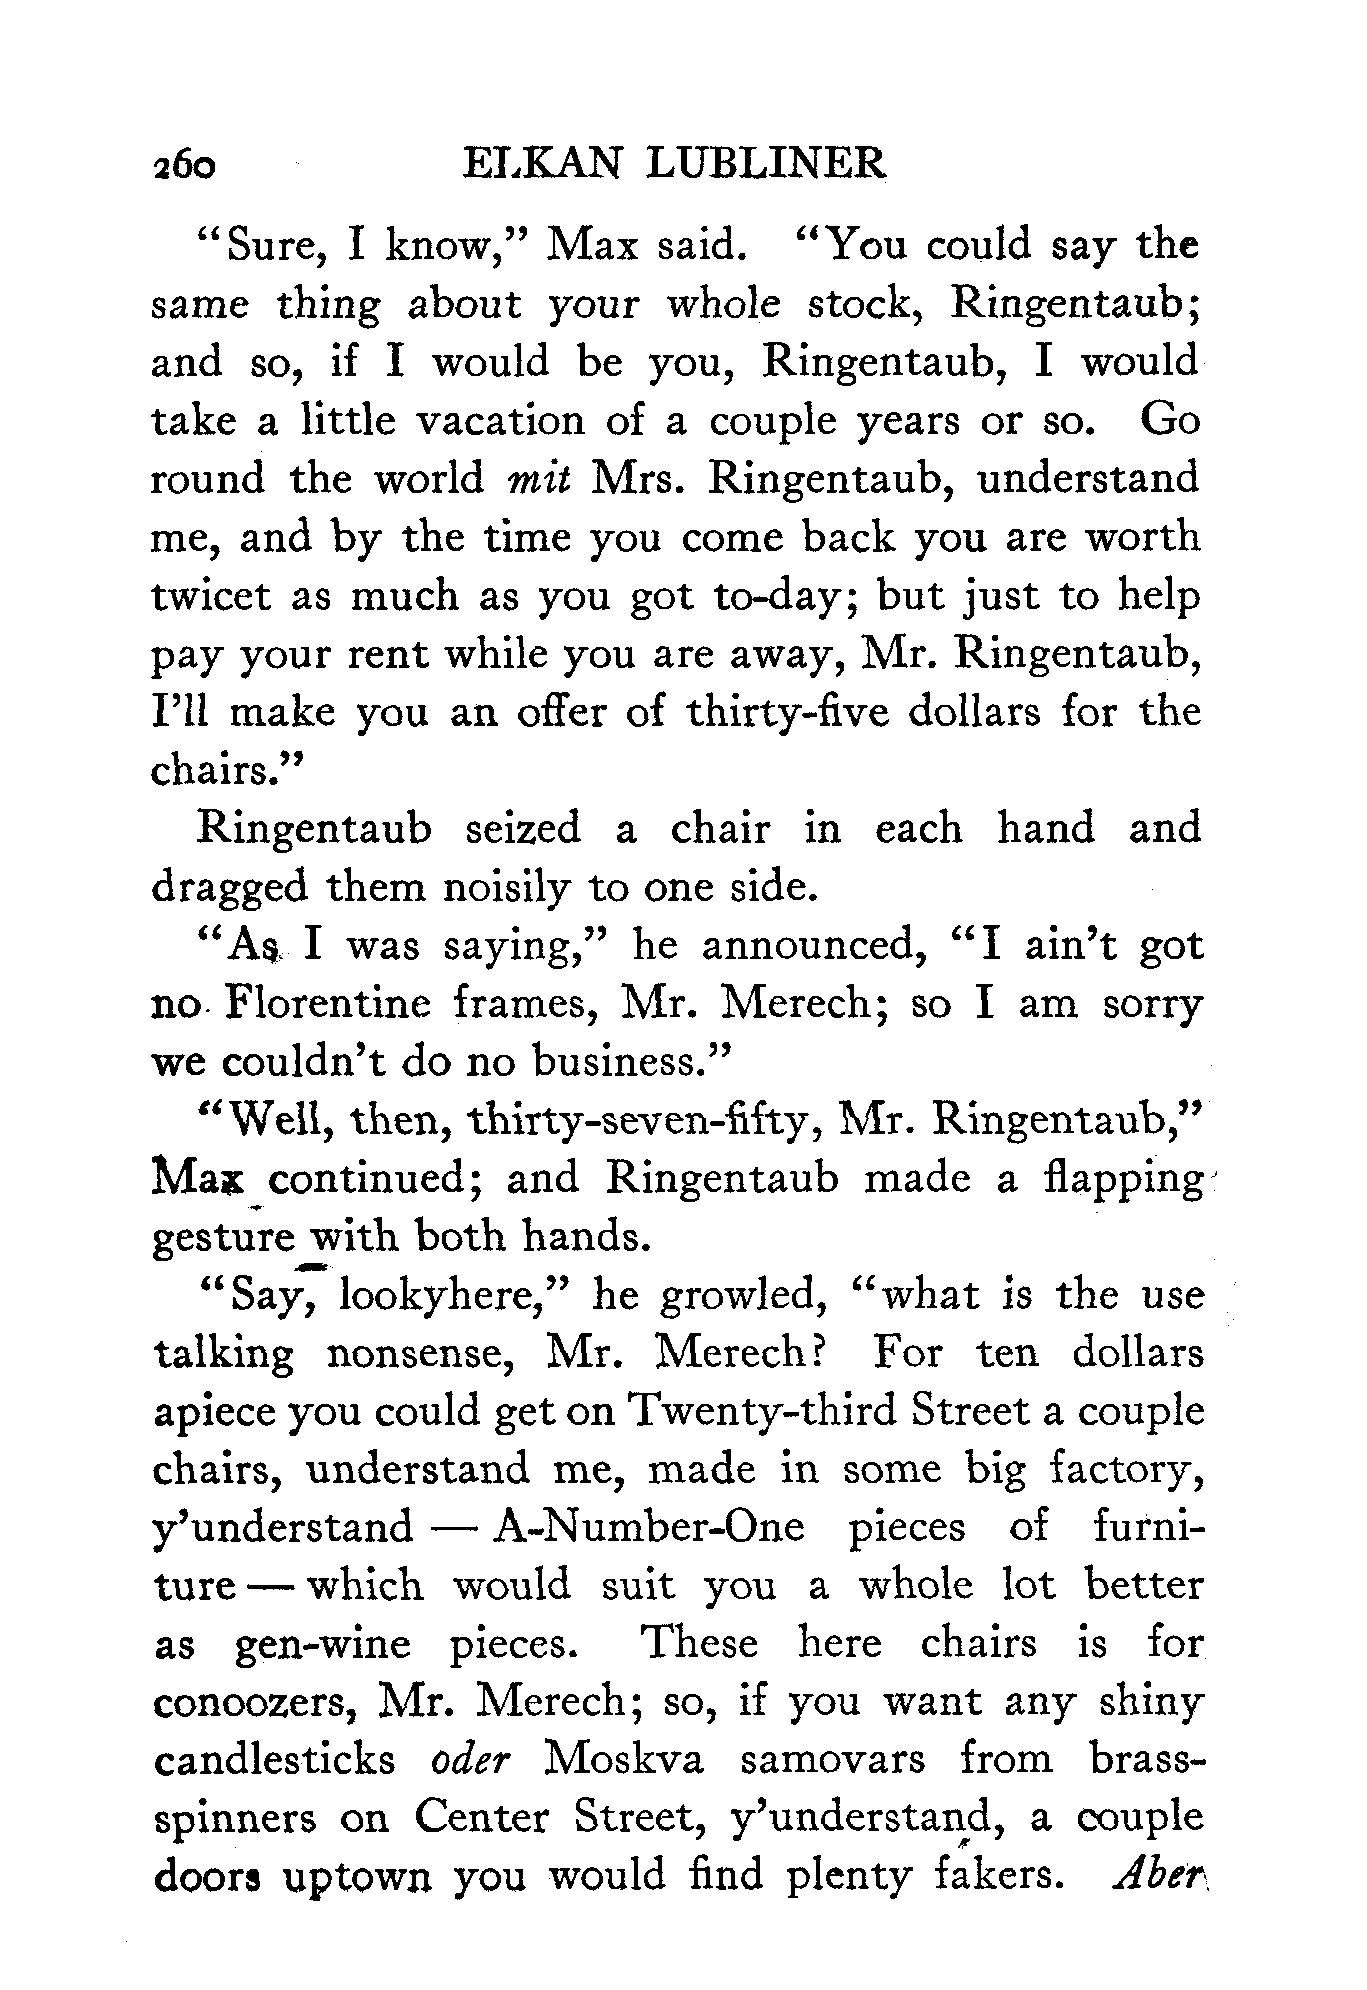 260 ELKAN LUBLINER
"Sure, I know," Max said. "You could say the
same thing about your whole stock, Ringentaub;
and so, if I would be you, Ringentaub, I would
take a little vacation of a couple years or so. Go
round the world mit Mrs. Ringentaub, understand
me, and by the time you come back you are worth
twicet as much as you got to-day; but just to help
pay your rent while you are away, Mr. Ringentaub,
I'll make you an offer of thirty-five dollars for the
chairs."
Ringentaub seized a chair in each hand and
dragged them noisily to one side.
"As I was saying," he announced, "I ain't got
no Florentine frames, Mr. Merech; so I am sorry
we couldn't do no business."
"Well, then, thirty-seven-fifty, Mr. Ringentaub,"
Max continued; and Ringentaub made a flapping
gesture with both hands.
"Say, lookyhere," he growled, "what is the use
talking nonsense, Mr. Merech? For ten dollars
apiece you could get on Twenty-third Street a couple
chairs, understand me, made in some big factory,
y'understand — A-Number-One pieces of furni-
ture — which would suit you a whole lot better
as gen-wine pieces. These here chairs is for
conoozers, Mr. Merech; so, if you want any shiny
candlesticks oder Moskva samovars from brass-
spinners on Center Street, y'understand, a couple
doors uptown you would find plenty fakers. Aber